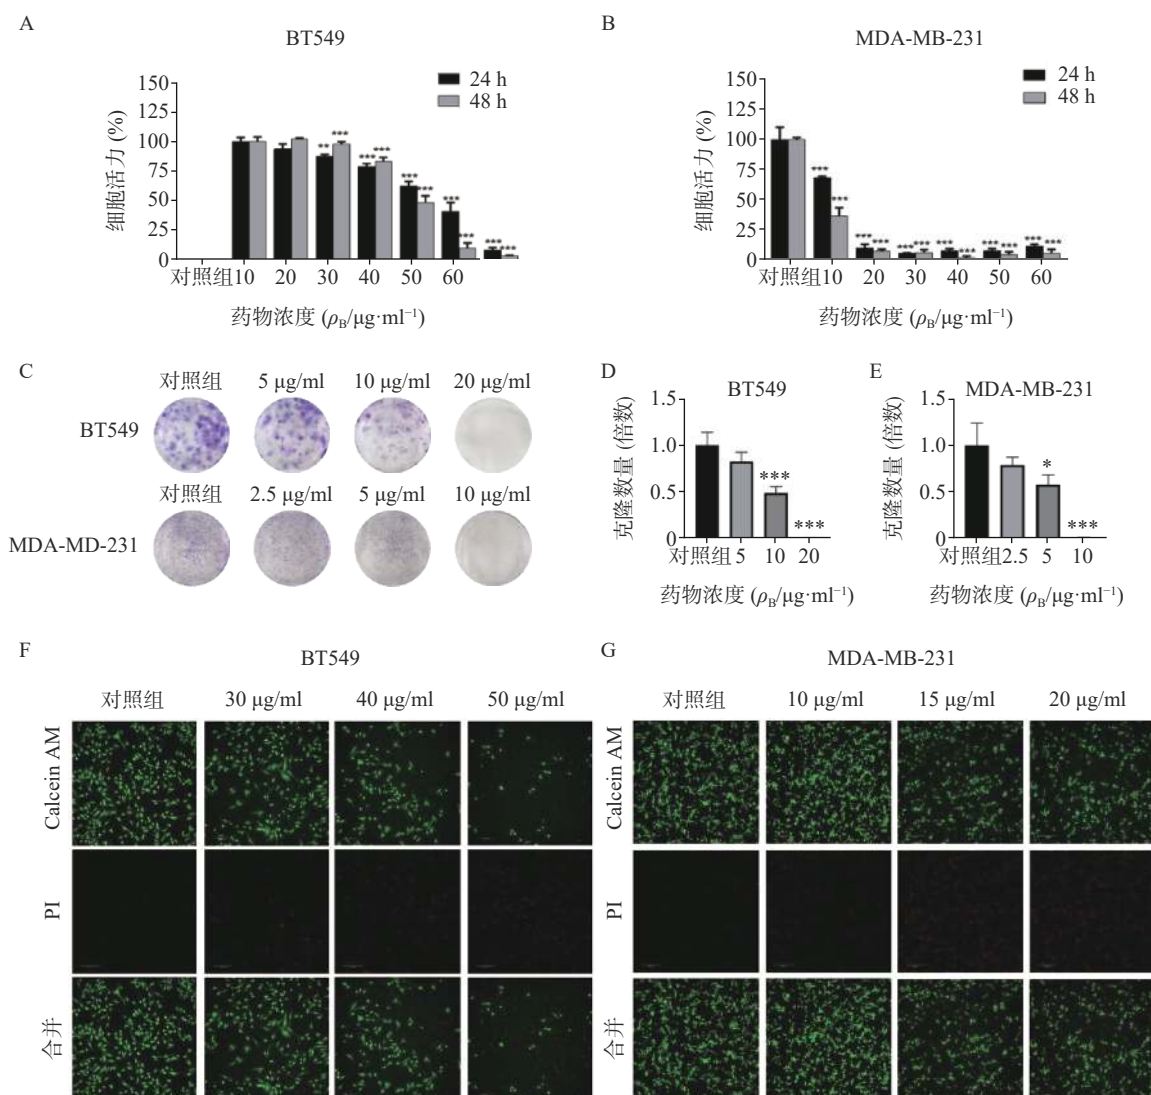 A
BT549
150
125
100
75
50
25
0
细胞活力 (%)
24 h
48 h
** *** *** *** *** *** *** *** *** ***
对照组 10 20 30 40 50 60
药物浓度 (ρB/μg·ml⁻¹)
B
MDA-MB-231
150
125
100
75
50
25
0
细胞活力 (%)
24 h
48 h
*** *** *** *** *** *** *** *** *** *** *** ***
对照组 10 20 30 40 50 60
药物浓度 (ρB/μg·ml⁻¹)
C
对照组 5 μg/ml 10 μg/ml 20 μg/ml
BT549
对照组 2.5 μg/ml 5 μg/ml 10 μg/ml
MDA-MD-231
D
BT549
1.5
1.0
0.5
0
克隆数量 (倍数)
***
***
对照组 5 10 20
药物浓度 (ρB/μg·ml⁻¹)
E
MDA-MB-231
1.5
1.0
0.5
0
克隆数量 (倍数)
*
***
对照组 2.5 5 10
药物浓度 (ρB/μg·ml⁻¹)
F
BT549
对照组 30 μg/ml 40 μg/ml 50 μg/ml
Calcein AM
PI
合并
G
MDA-MB-231
对照组 10 μg/ml 15 μg/ml 20 μg/ml
Calcein AM
PI
合并